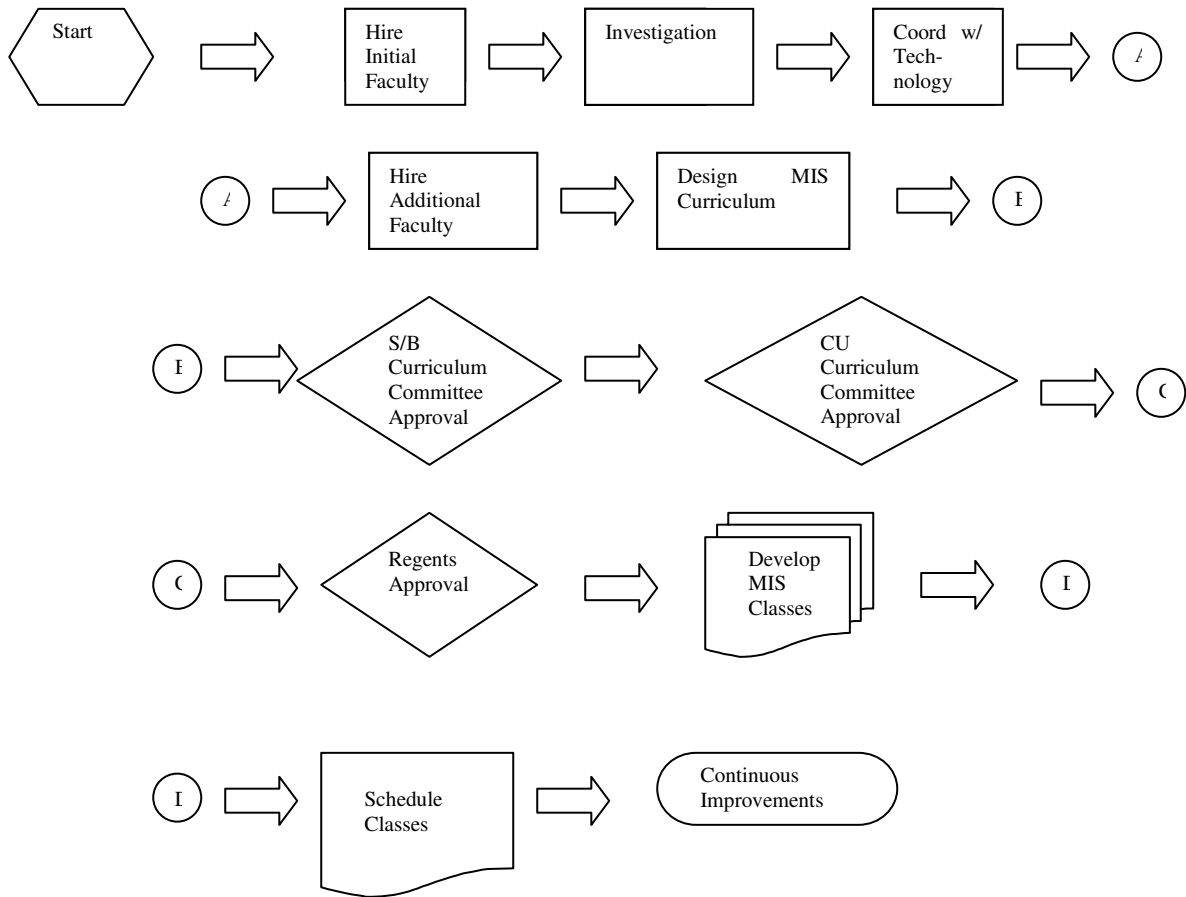 Start
Hire
Initial
Faculty
Investigation
Coord w/
Tech-
nology
Hire
Additional
Faculty
Design MIS
Curriculum
S/B
Curriculum
Committee
Approval
CU
Curriculum
Committee
Approval
Regents
Approval
Develop
MIS
Classes
Schedule
Classes
Continuous
Improvements